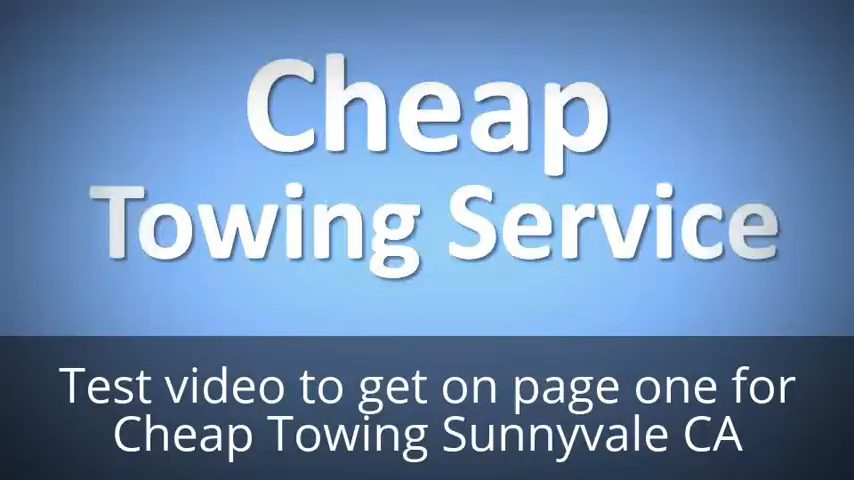 Cheap
Towing Service
Test video to get on page one for
Cheap Towing Sunnyvale CA